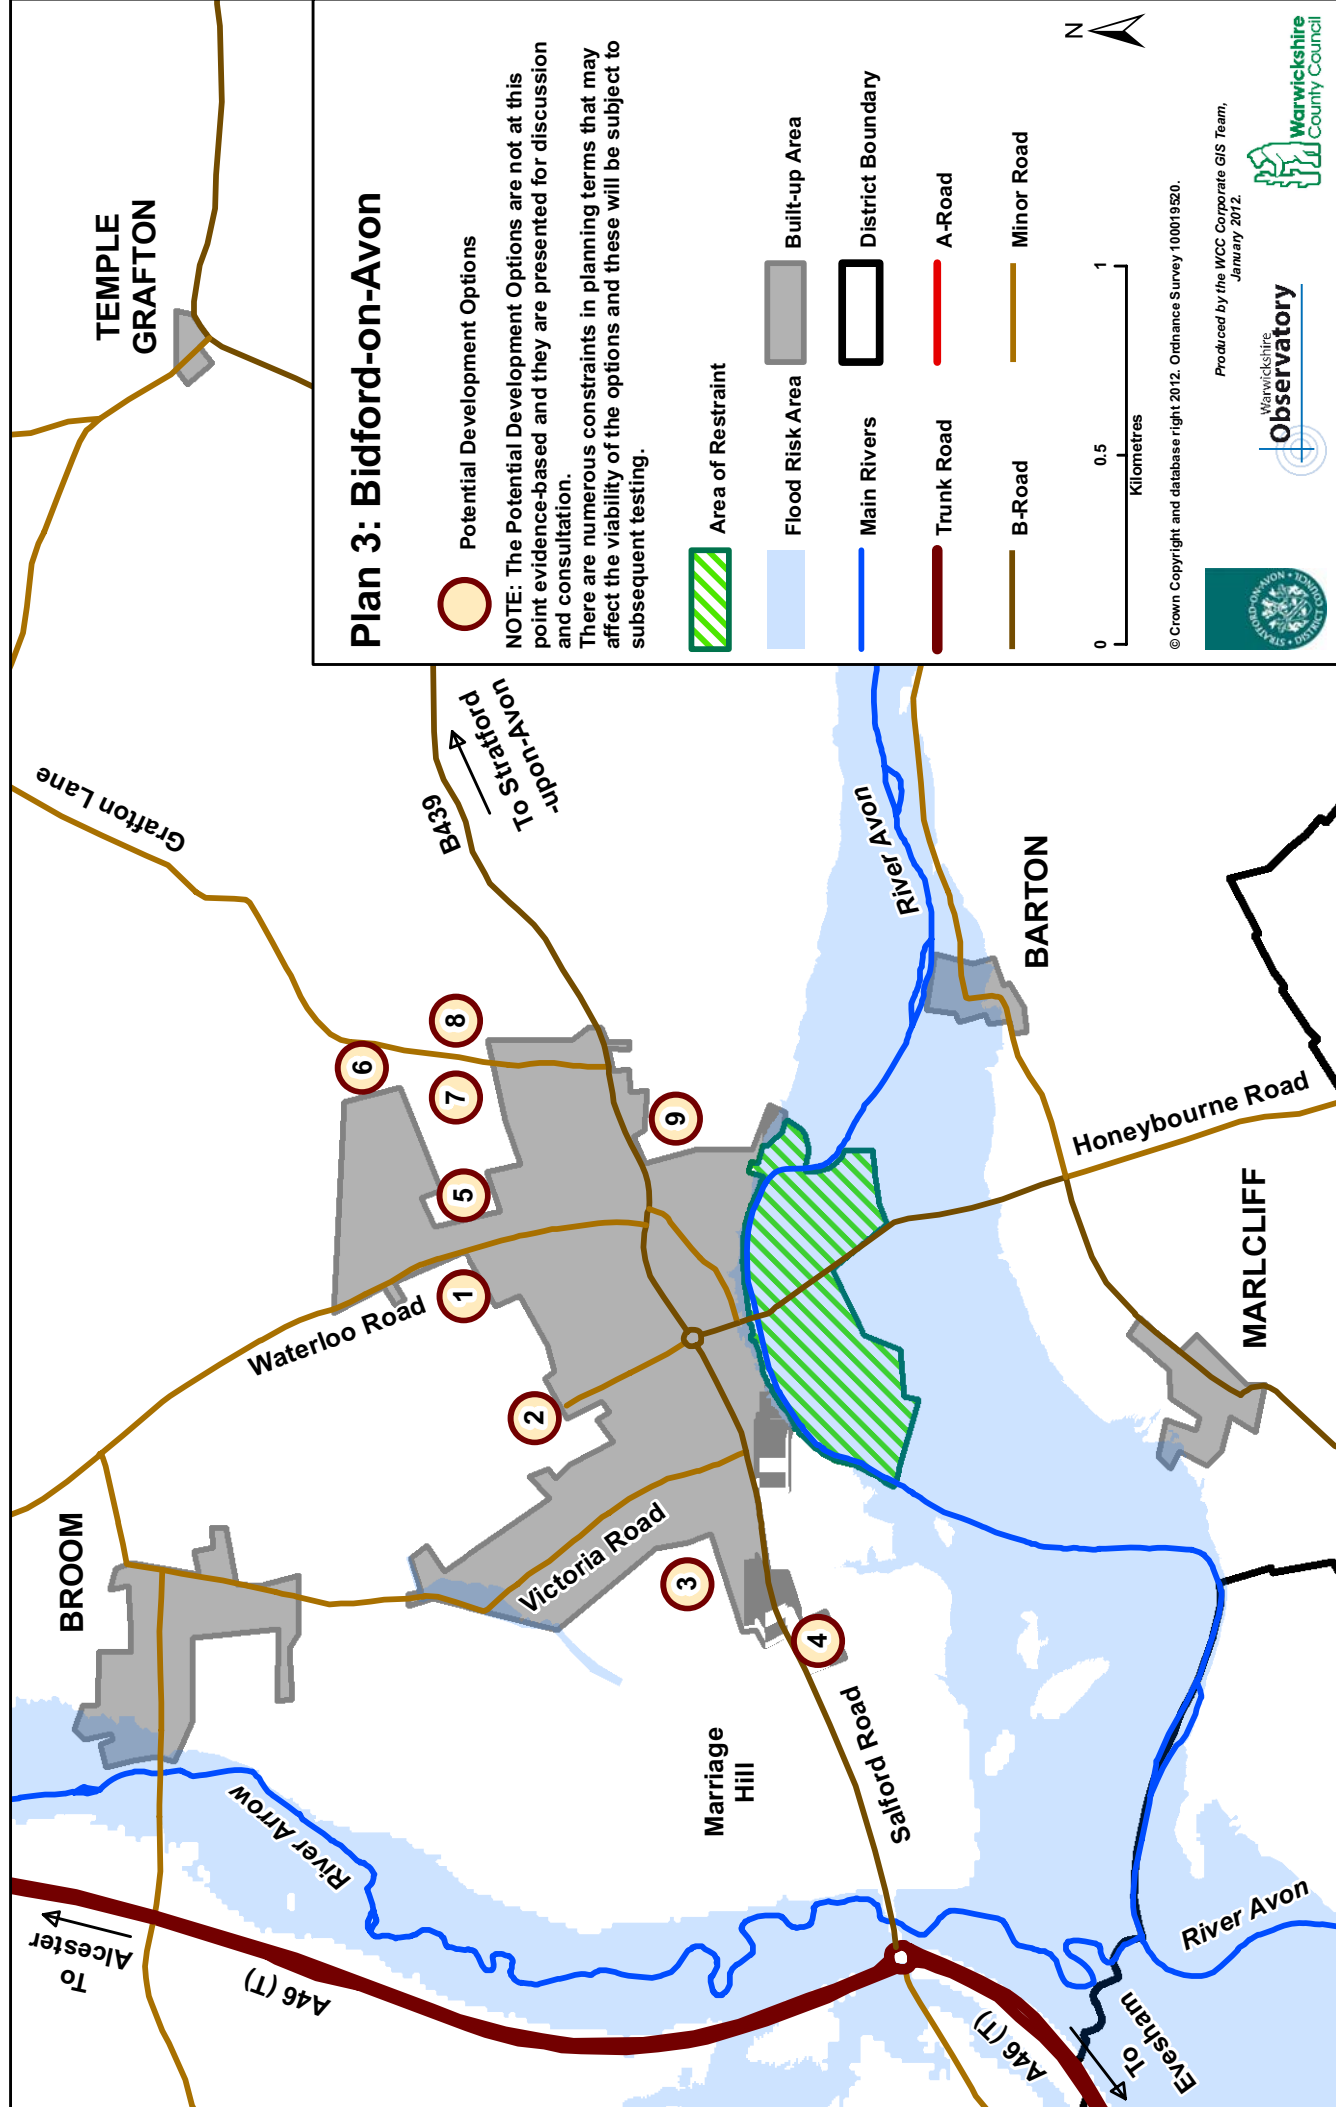 Plan 3: Bidford-on-Avon
Potential Development Options
NOTE: The Potential Development Options are not at this
point evidence-based and they are presented for discussion
and consultation.
There are numerous constraints in planning terms that may
affect the viability of the options and these will be subject to
subsequent testing.
Area of Restraint
Flood Risk Area
Built-up Area
Main Rivers
District Boundary
Trunk Road
A-Road
B-Road
Minor Road
0
0.5
1
Kilometres
N
© Crown Copyright and database right 2012. Ordnance Survey 100019520.
Produced by the WCC Corporate GIS Team,
January 2012.
STRATFORD-ON-AVON • DISTRICT COUNCIL •
Warwickshire
Observatory
Warwickshire
County Council
TEMPLE
GRAFTON
Grafton Lane
B439
To Stratford
-upon-Avon
River Avon
BARTON
Honeybourne Road
MARLCLIFF
Waterloo Road
BROOM
Victoria Road
Marriage
Hill
Salford Road
River Arrow
To
Alcester
A46 (T)
A46 (T)
To
Evesham
River Avon
1
2
3
4
5
6
7
8
9